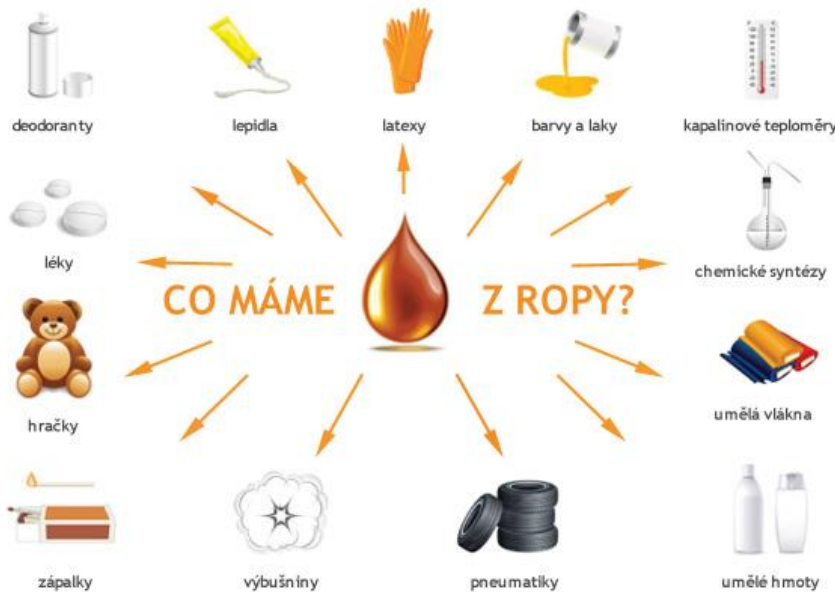 deodoranty
lepidla
latexy
barvy a laky
kapalinové teploměry
léky
chemické syntézy
CO MÁME Z ROPY?
hračky
umělá vlákna
zápalky
výbušniny
pneumatiky
umělé hmoty